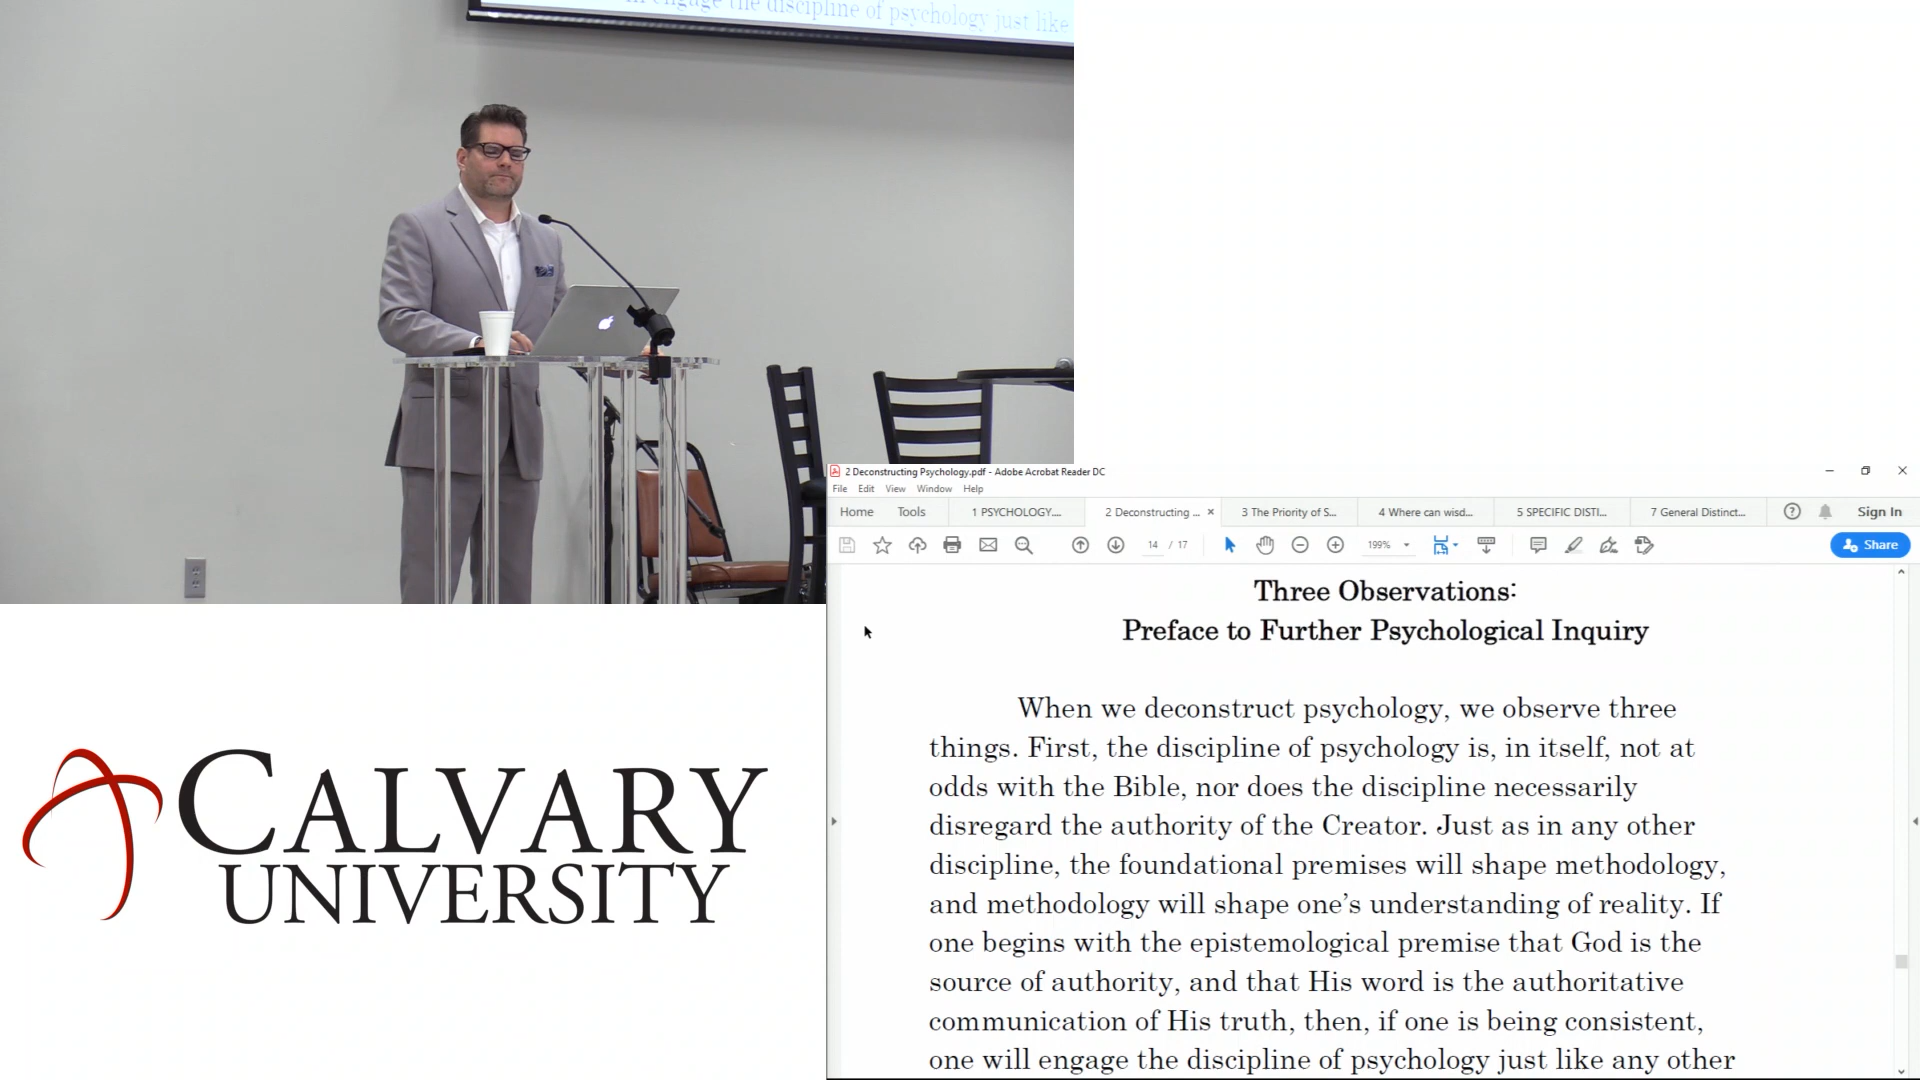 in engage the discipline of psychology just like
2 Deconstructing Psychology.pdf - Adobe Acrobat Reader DC
File Edit View Window Help
Home Tools 1 PSYCHOLOGY.... 2 Deconstructing ... × 3 The Priority of S... 4 Where can wisd... 5 SPECIFIC DISTI... 7 General Distinct... Sign In
14 / 17 199% Share
Three Observations:
Preface to Further Psychological Inquiry
When we deconstruct psychology, we observe three
things. First, the discipline of psychology is, in itself, not at
odds with the Bible, nor does the discipline necessarily
disregard the authority of the Creator. Just as in any other
discipline, the foundational premises will shape methodology,
and methodology will shape one's understanding of reality. If
one begins with the epistemological premise that God is the
source of authority, and that His word is the authoritative
communication of His truth, then, if one is being consistent,
one will engage the discipline of psychology just like any other
CALVARY
UNIVERSITY